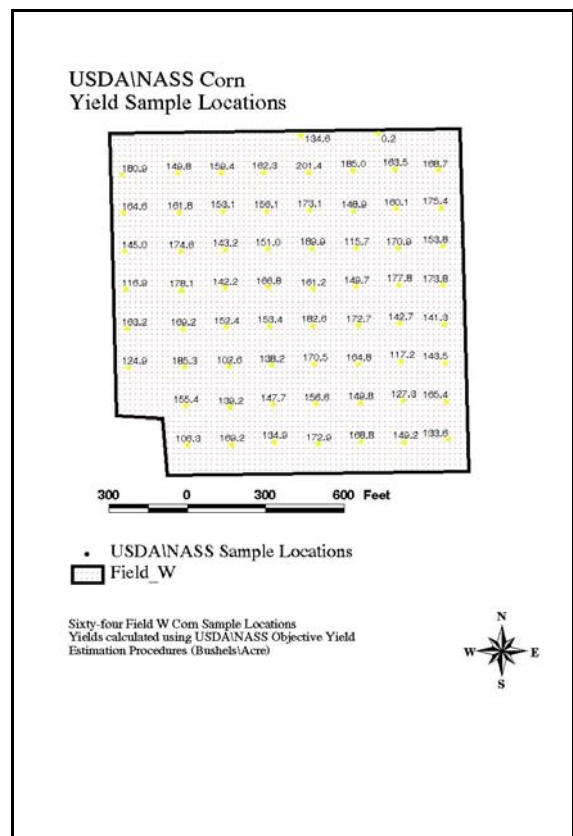 USDA\NASS Corn
Yield Sample Locations
134.6 0.2
180.9 149.8 159.4 162.3 201.4 185.0 163.5 168.7
164.6 161.8 153.1 156.1 173.1 148.9 160.1 175.4
145.0 174.6 143.2 151.0 189.9 115.7 170.9 153.8
116.9 178.1 142.2 166.8 161.2 149.7 177.8 173.8
163.2 169.2 152.4 153.4 182.6 172.7 142.7 141.3
124.9 185.3 102.6 138.2 170.5 164.8 117.2 143.5
155.4 139.2 147.7 156.6 149.8 127.3 165.4
106.3 169.2 134.9 172.9 168.8 149.2 133.6
300 0 300 600 Feet
USDA\NASS Sample Locations
Field_W
Sixty-four Field W Corn Sample Locations
Yields calculated using USDA\NASS Objective Yield
Estimation Procedures (Bushels\Acre)
N
W E
S